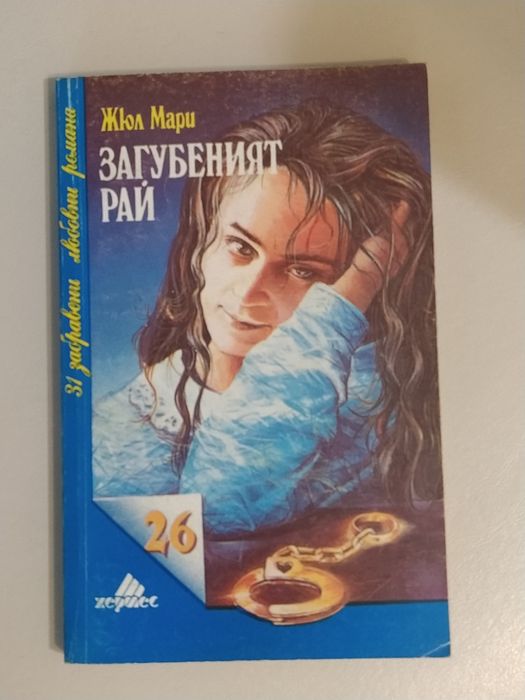 Жюл Мари
ЗАГУБЕНИЯТ
РАЙ
31 забравени любовни романа
26
хермес